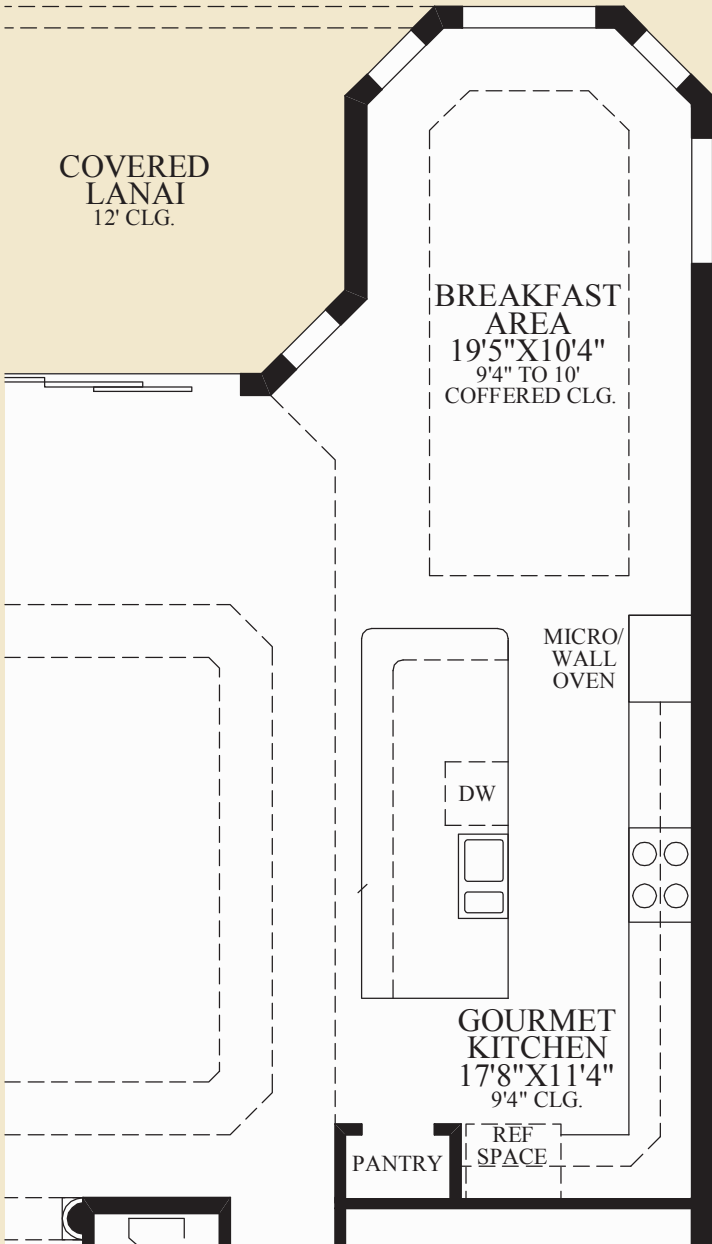 COVERED
LANAI
12' CLG.
BREAKFAST
AREA
19'5"X10'4"
9'4" TO 10'
COFFERED CLG.
MICRO/
WALL
OVEN
DW
GOURMET
KITCHEN
17'8"X11'4"
9'4" CLG.
REF
SPACE
PANTRY